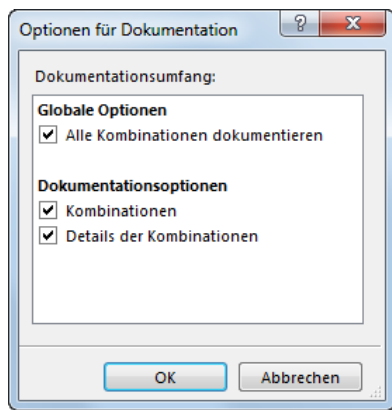 Optionen für Dokumentation
Dokumentationsumfang:
Globale Optionen
Alle Kombinationen dokumentieren
Dokumentationsoptionen
Kombinationen
Details der Kombinationen
OK
Abbrechen